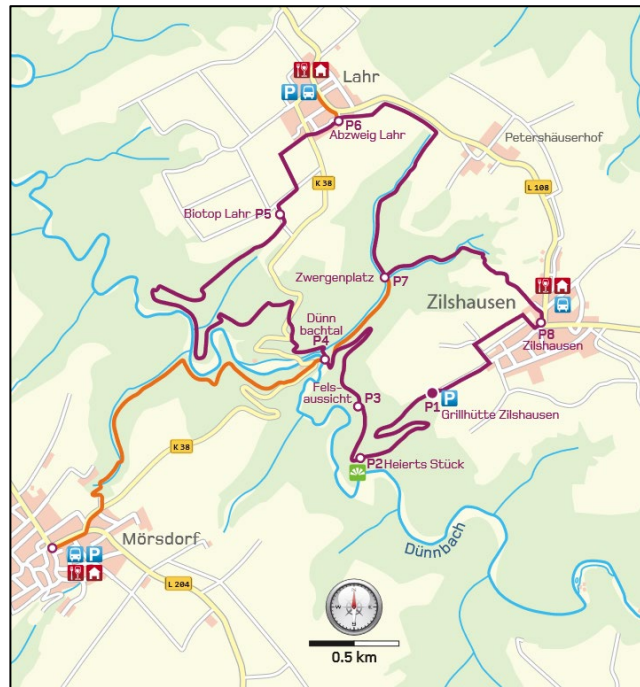 Lahr
P
P6
Abzweig Lahr
Petershäuserhof
K 38
L 108
Biotop Lahr P5
Zwergenplatz
P7
Zilshausen
Dünn
bachtal
P4
P8
Zilshausen
Fels-
aussicht
P3
P1
P
Grillhütte Zilshausen
P2 Heierts Stück
K 38
Dünnbach
Mörsdorf
P
L 204
0.5 km